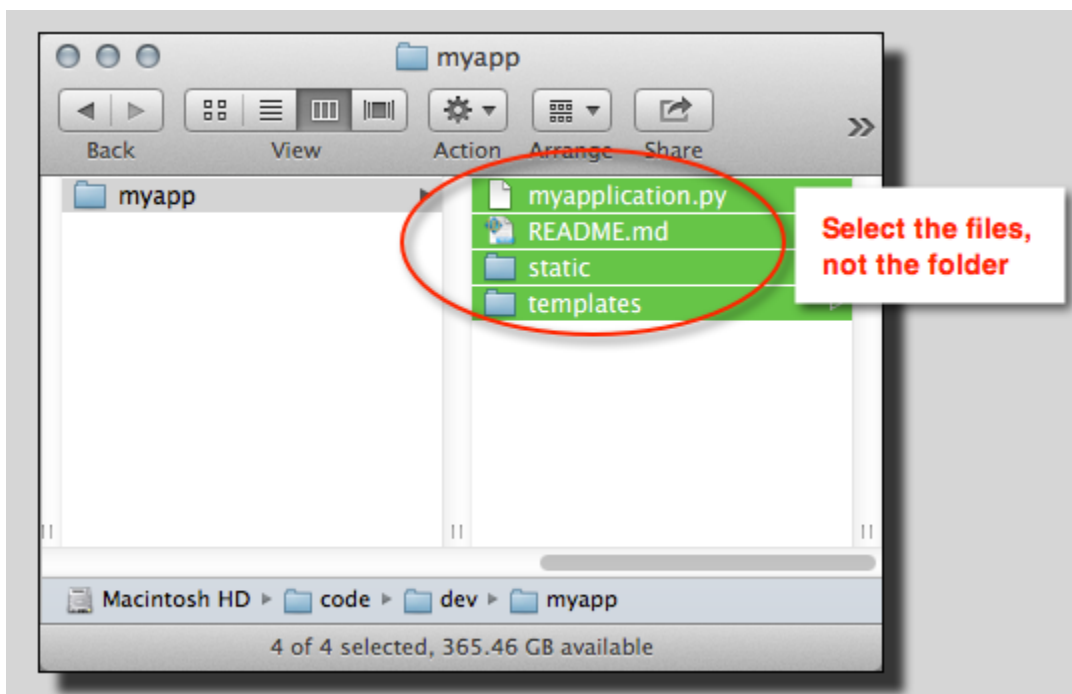 myapp
Back View Action Arrange Share
myapp
myapplication.py
README.md
static
templates
Select the files,
not the folder
Macintosh HD code dev myapp
4 of 4 selected, 365.46 GB available